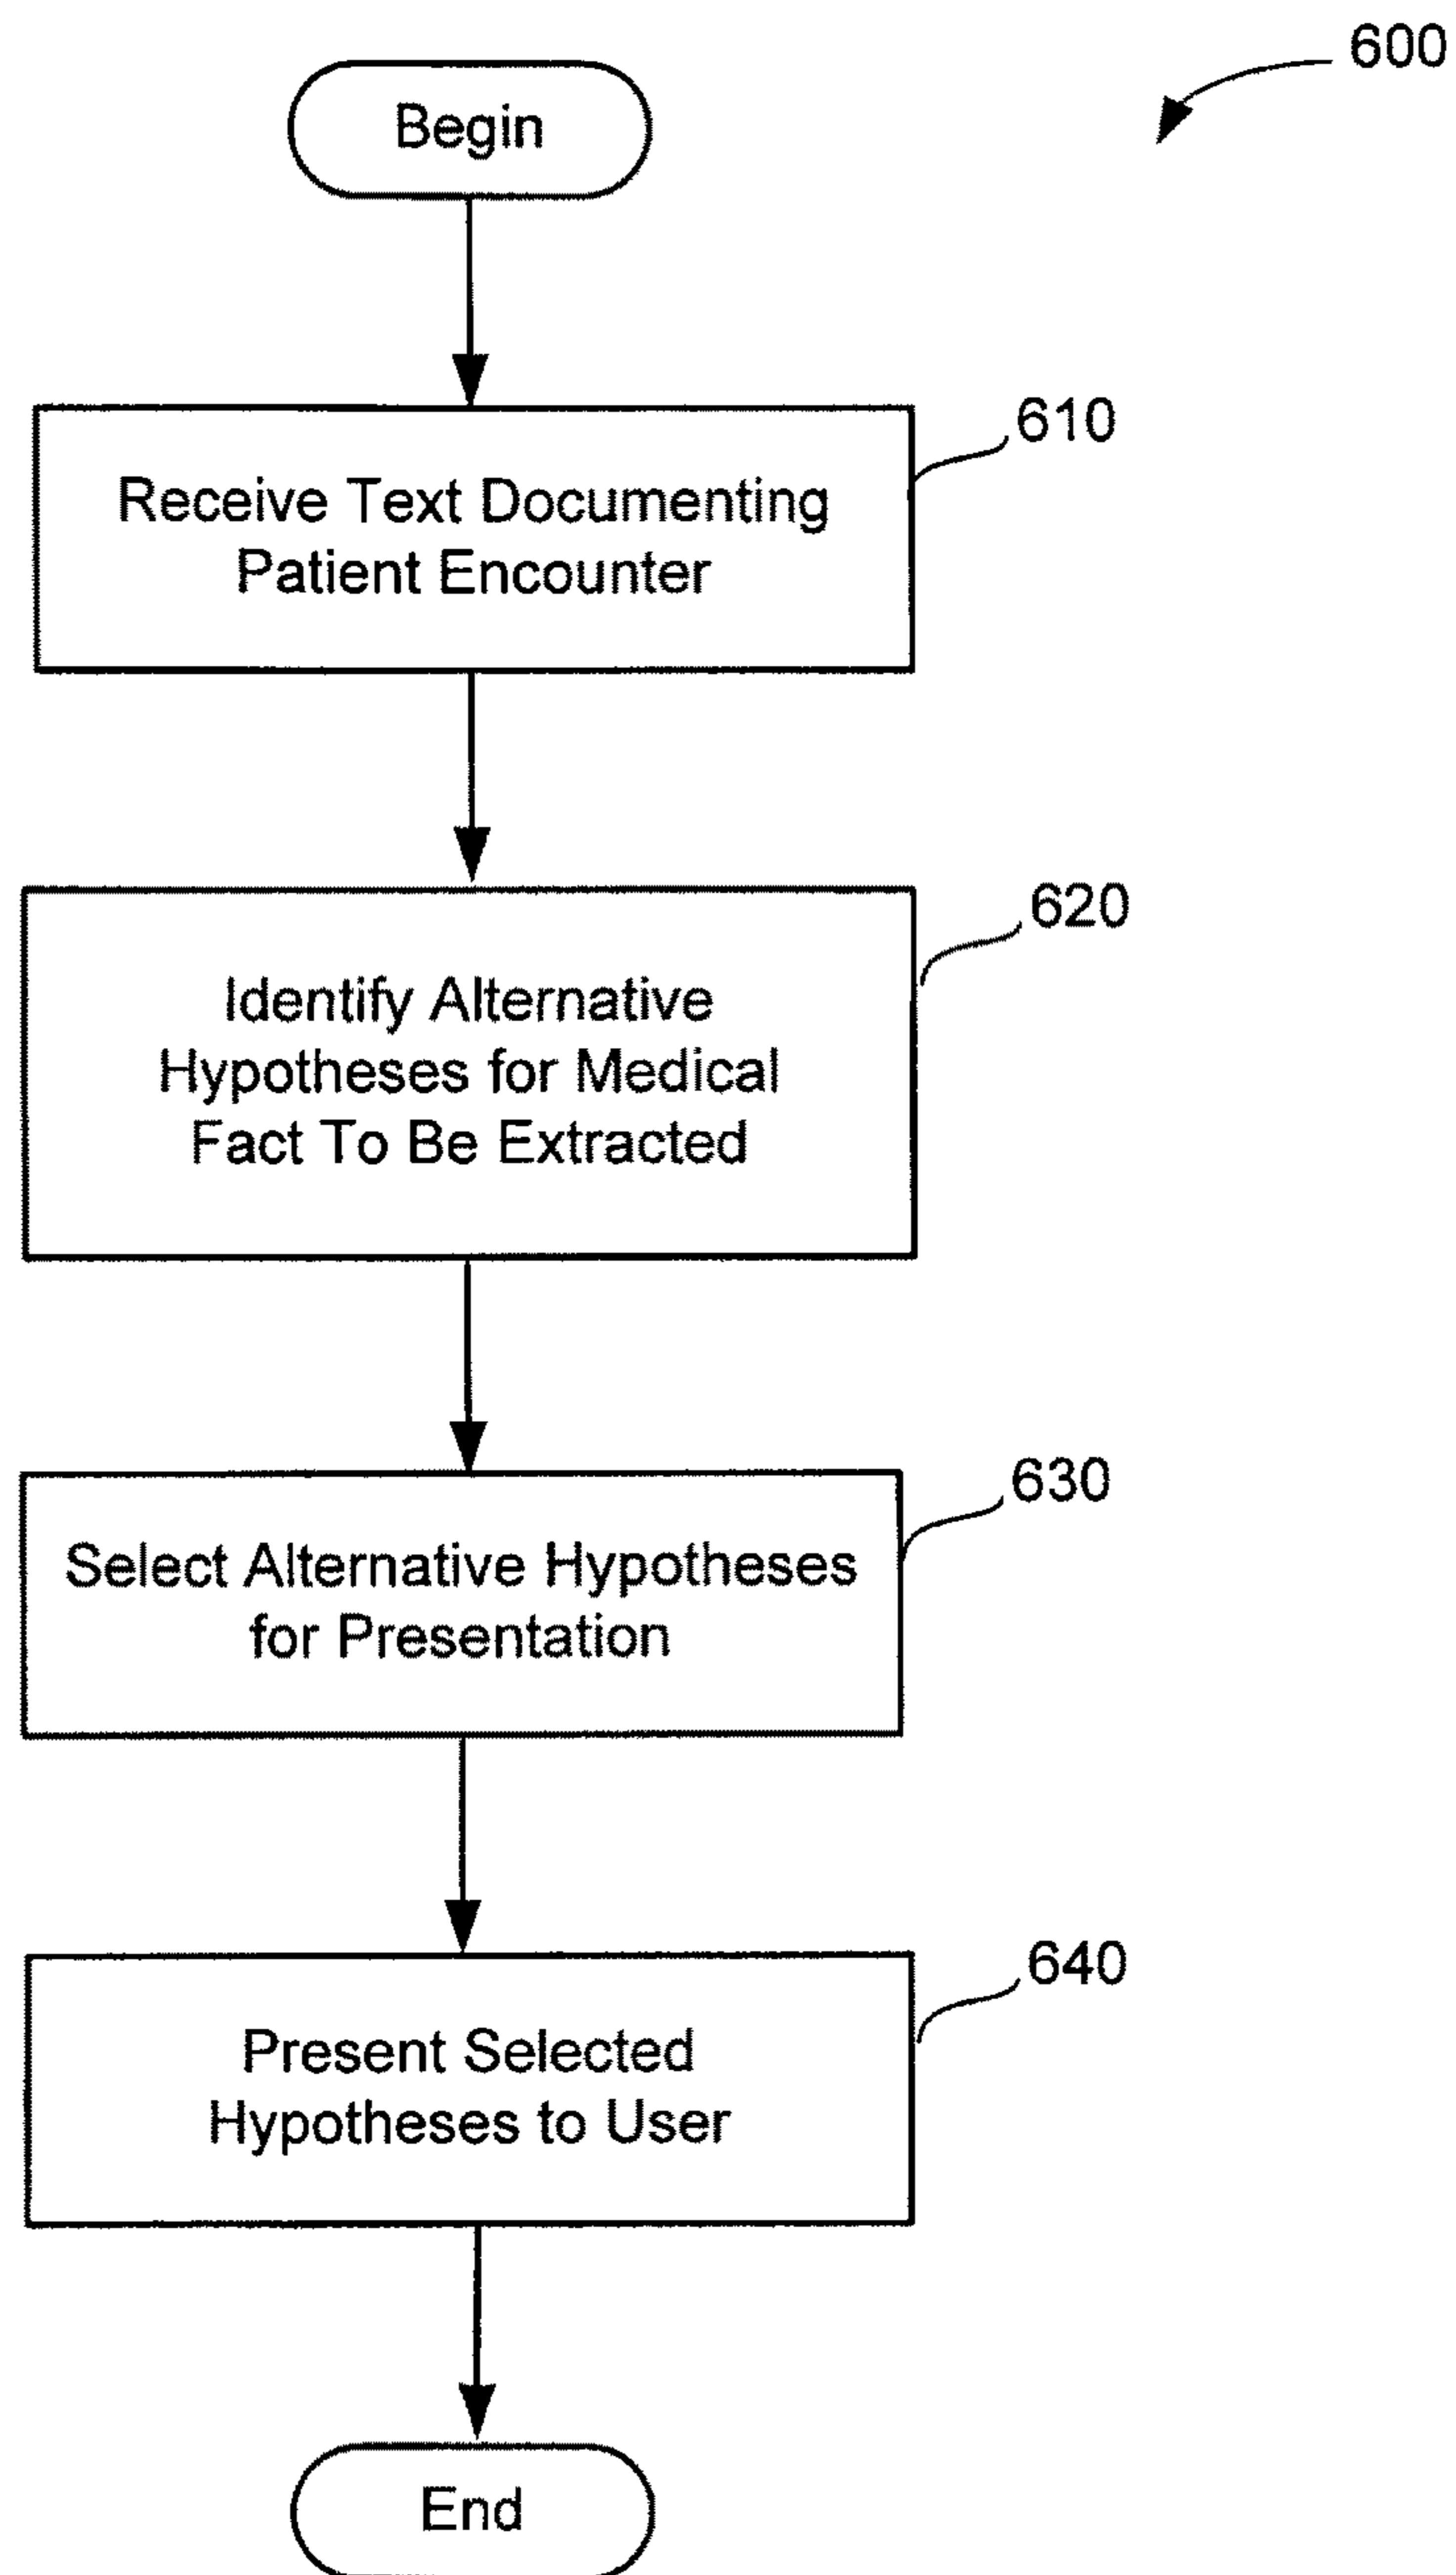 600
Begin
610
Receive Text Documenting
Patient Encounter
620
Identify Alternative
Hypotheses for Medical
Fact To Be Extracted
630
Select Alternative Hypotheses
for Presentation
640
Present Selected
Hypotheses to User
End